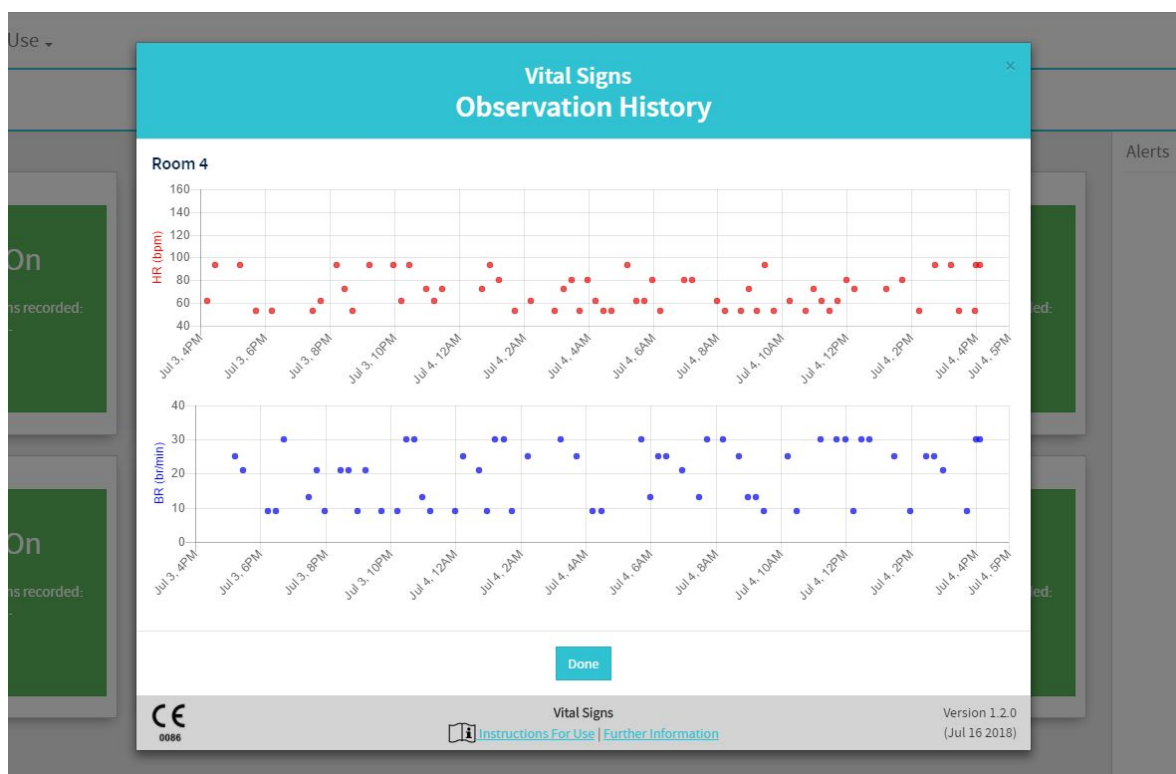 Use
Vital Signs
×
Observation History
Alerts
Room 4
On
ns recorded:
ded:
-
HR (bpm)
160
140
120
100
80
60
40
Jul 3, 4PM
Jul 3, 6PM
Jul 3, 8PM
Jul 3, 10PM
Jul 4, 12AM
Jul 4, 2AM
Jul 4, 4AM
Jul 4, 6AM
Jul 4, 8AM
Jul 4, 10AM
Jul 4, 12PM
Jul 4, 2PM
Jul 4, 4PM
Jul 4, 5PM
On
ns recorded:
ded:
-
BR (br/min)
40
30
20
10
0
Jul 3, 4PM
Jul 3, 6PM
Jul 3, 8PM
Jul 3, 10PM
Jul 4, 12AM
Jul 4, 2AM
Jul 4, 4AM
Jul 4, 6AM
Jul 4, 8AM
Jul 4, 10AM
Jul 4, 12PM
Jul 4, 2PM
Jul 4, 4PM
Jul 4, 5PM
Done
CE
0086
Vital Signs
i Instructions For Use | Further Information
Version 1.2.0
(Jul 16 2018)